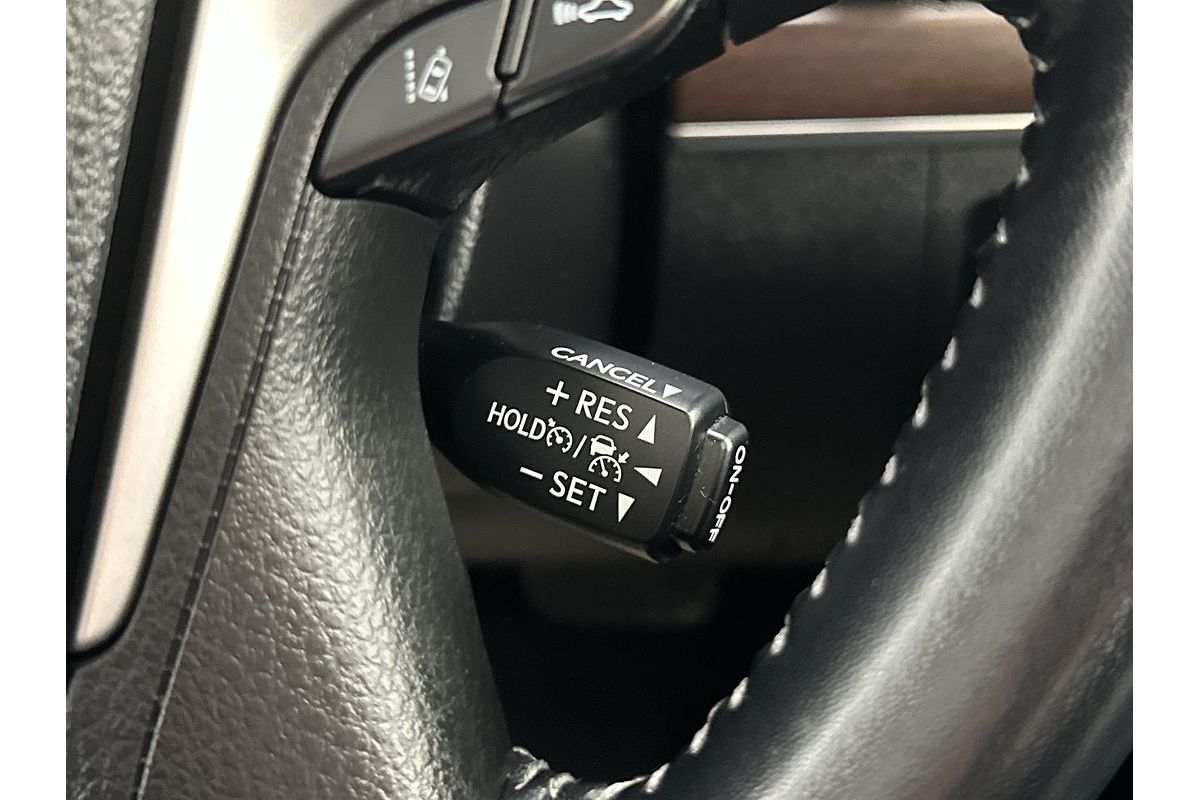 CANCEL▼
+ RES ▲
HOLD / ◀
− SET ▼
ON-OFF